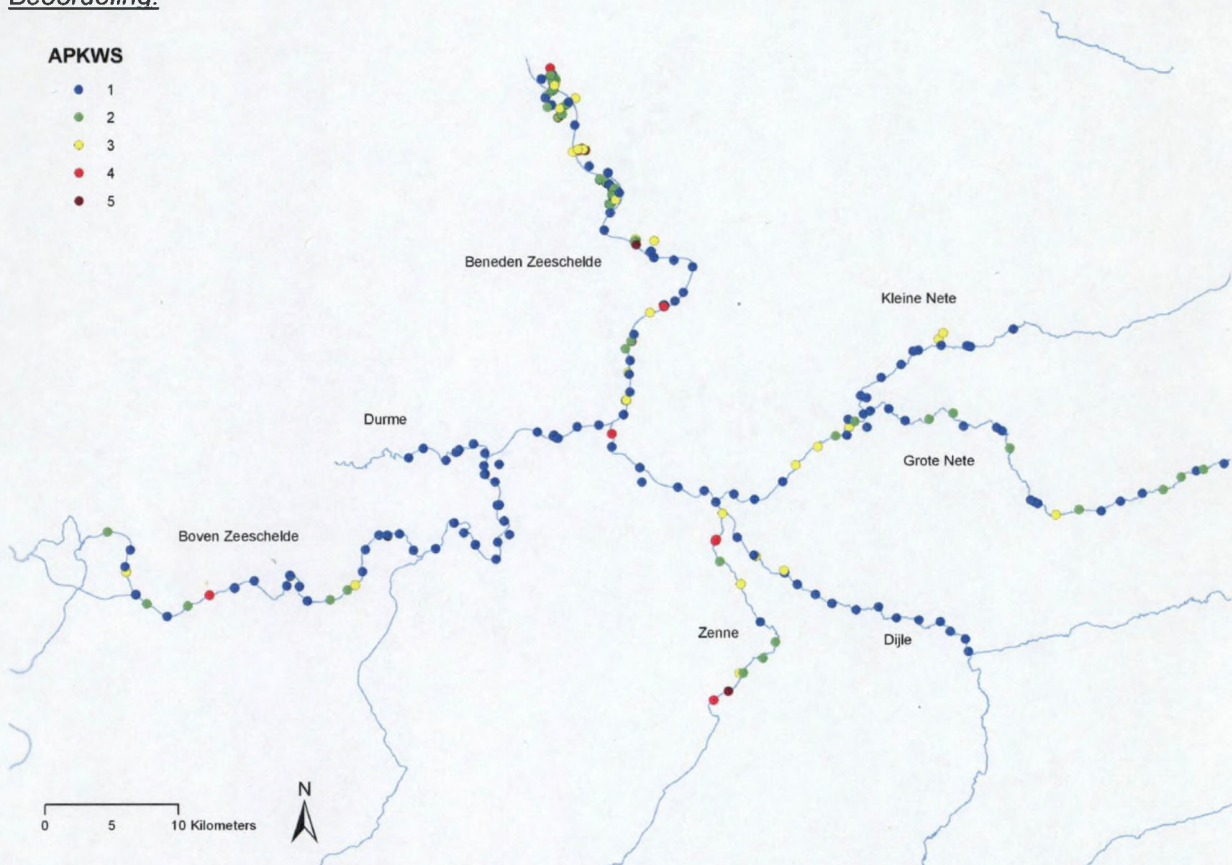 Beoordeling:
APKWS
1
2
3
4
5
Beneden Zeeschelde
Kleine Nete
Durme
Grote Nete
Boven Zeeschelde
Zenne
Dijle
N
0 5 10 Kilometers